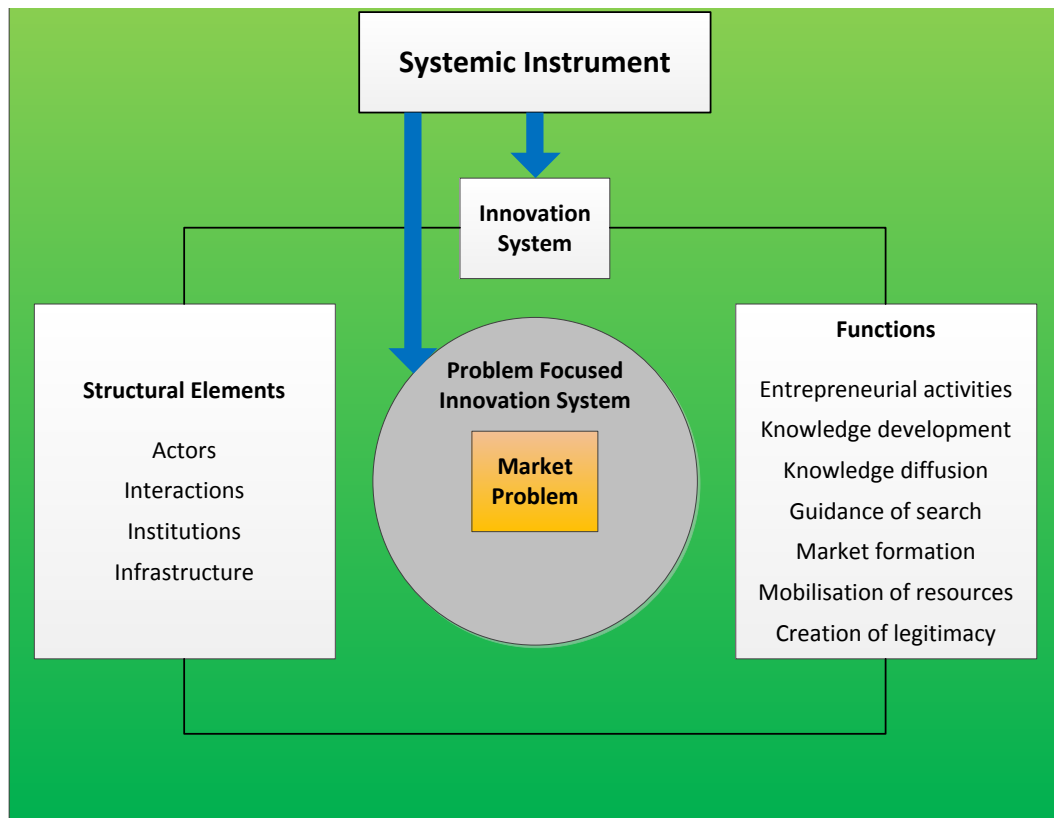 Systemic Instrument
Innovation
System
Structural Elements
Actors
Interactions
Institutions
Infrastructure
Problem Focused
Innovation System
Market
Problem
Functions
Entrepreneurial activities
Knowledge development
Knowledge diffusion
Guidance of search
Market formation
Mobilisation of resources
Creation of legitimacy